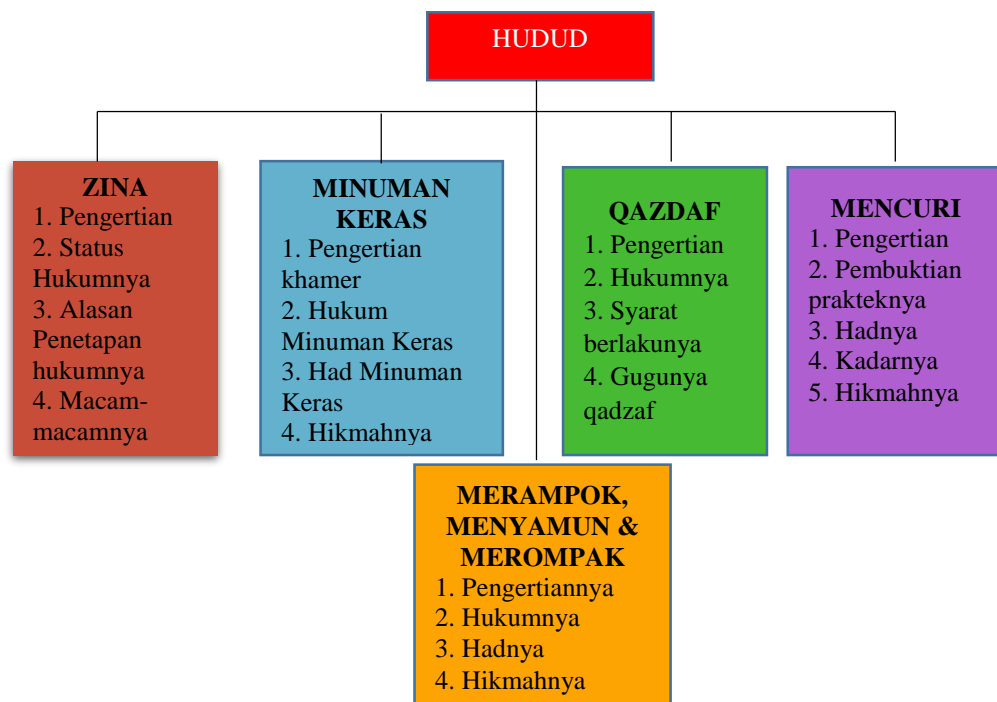 HUDUD
ZINA
1. Pengertian
2. Status
Hukumnya
3. Alasan
Penetapan
hukumnya
4. Macam-
macamnya
MINUMAN
KERAS
1. Pengertian
khamer
2. Hukum
Minuman Keras
3. Had Minuman
Keras
4. Hikmahnya
QAZDAF
1. Pengertian
2. Hukumnya
3. Syarat
berlakunya
4. Gugunya
qadzaf
MENCURI
1. Pengertian
2. Pembuktian
prakteknya
3. Hadnya
4. Kadarnya
5. Hikmahnya
MERAMPOK,
MENYAMUN &
MEROMPAK
1. Pengertiannya
2. Hukumnya
3. Hadnya
4. Hikmahnya